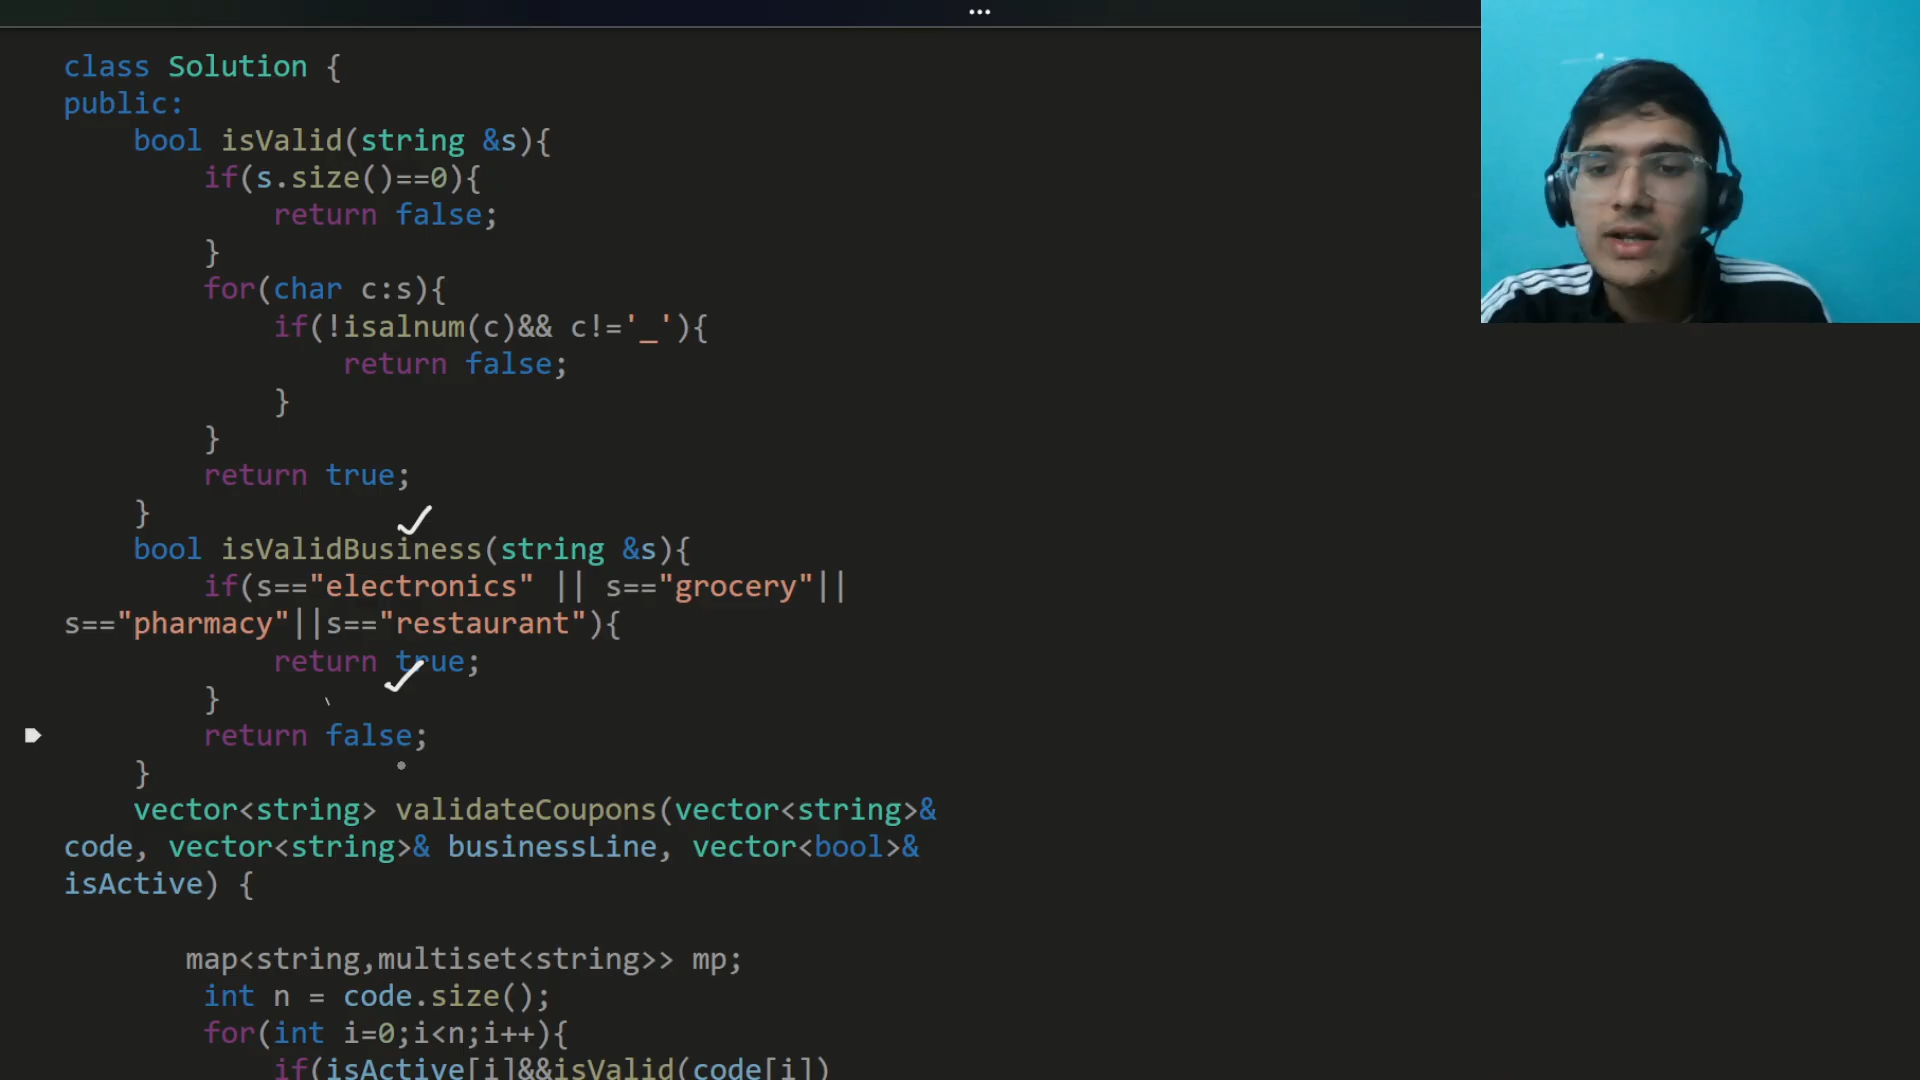 ...
class Solution {
public:
    bool isValid(string &s){
        if(s.size()==0){
            return false;
        }
        for(char c:s){
            if(!isalnum(c)&& c!='_'){
                return false;
            }
        }
        return true;
    }
    bool isValidBusiness(string &s){
        if(s=="electronics" || s=="grocery"||
s=="pharmacy"||s=="restaurant"){
            return true;
        }
        return false;
    }
    vector<string> validateCoupons(vector<string>&
code, vector<string>& businessLine, vector<bool>&
isActive) {
       map<string,multiset<string>> mp;
        int n = code.size();
        for(int i=0;i<n;i++){
            if(isActive[i]&&isValid(code[i])